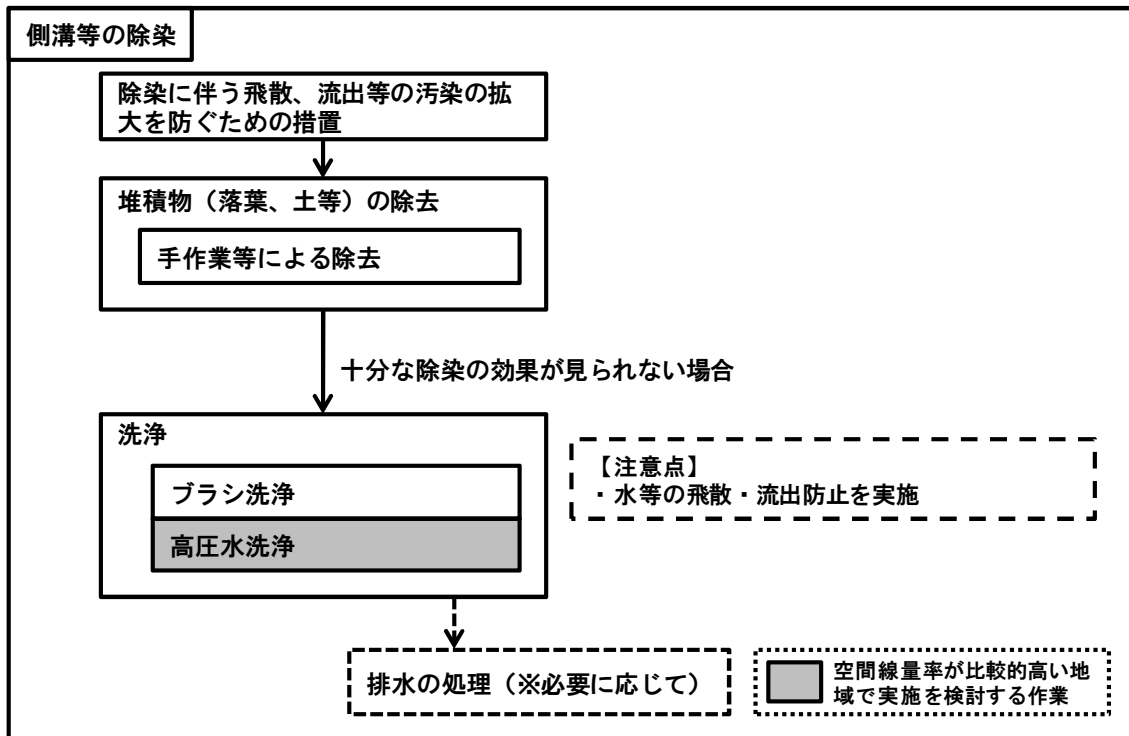 側溝等の除染
除染に伴う飛散、流出等の汚染の拡
大を防ぐための措置
堆積物（落葉、土等）の除去
手作業等による除去
十分な除染の効果が見られない場合
洗浄
ブラシ洗浄
高圧水洗浄
【注意点】
・水等の飛散・流出防止を実施
排水の処理（※必要に応じて）
空間線量率が比較的高い地
域で実施を検討する作業